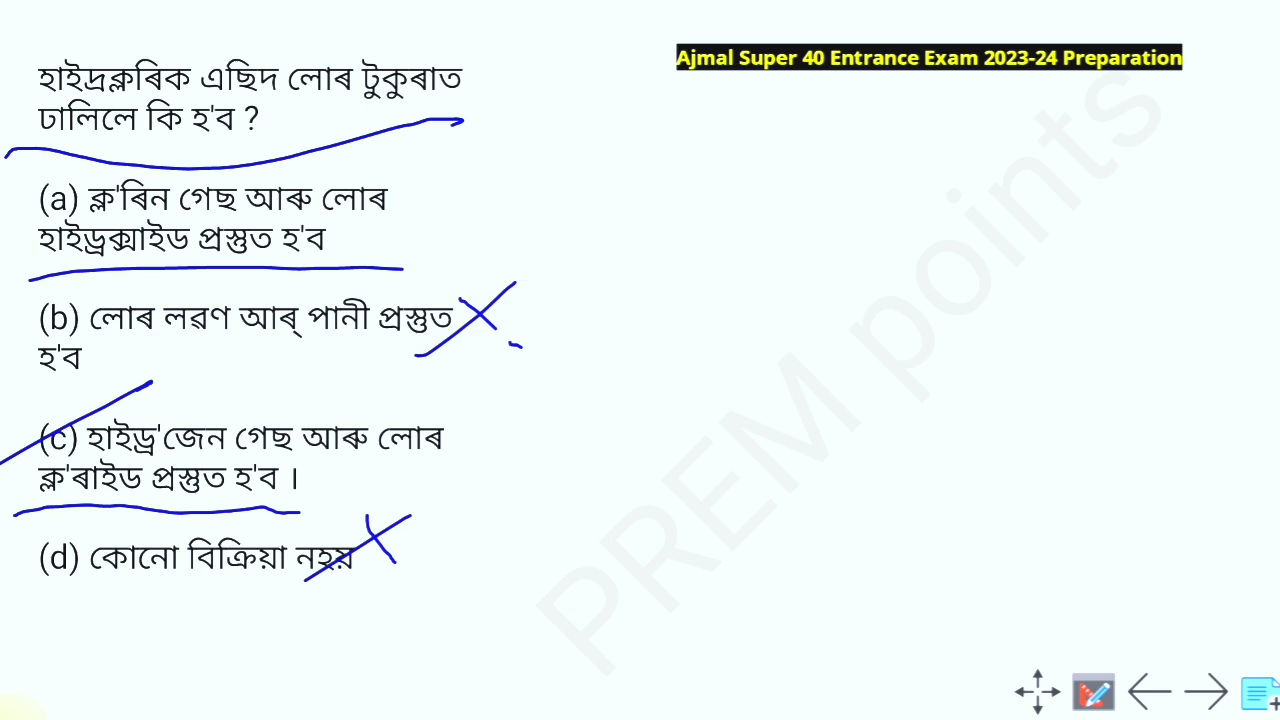 Ajmal Super 40 Entrance Exam 2023-24 Preparation
হাইদ্ৰক্লৰিক এছিদ লোৰ টুকুৰাত
ঢালিলে কি হ'ব ?
(a) ক্ল'ৰিন গেছ আৰু লোৰ
হাইড্ৰক্সাইড প্ৰস্তুত হ'ব
(b) লোৰ লৱণ আৰ্ পানী প্ৰস্তুত
হ'ব
(c) হাইড্ৰ'জেন গেছ আৰু লোৰ
ক্ল'ৰাইড প্ৰস্তুত হ'ব ।
(d) কোনো বিক্ৰিয়া নহয়
PREM points